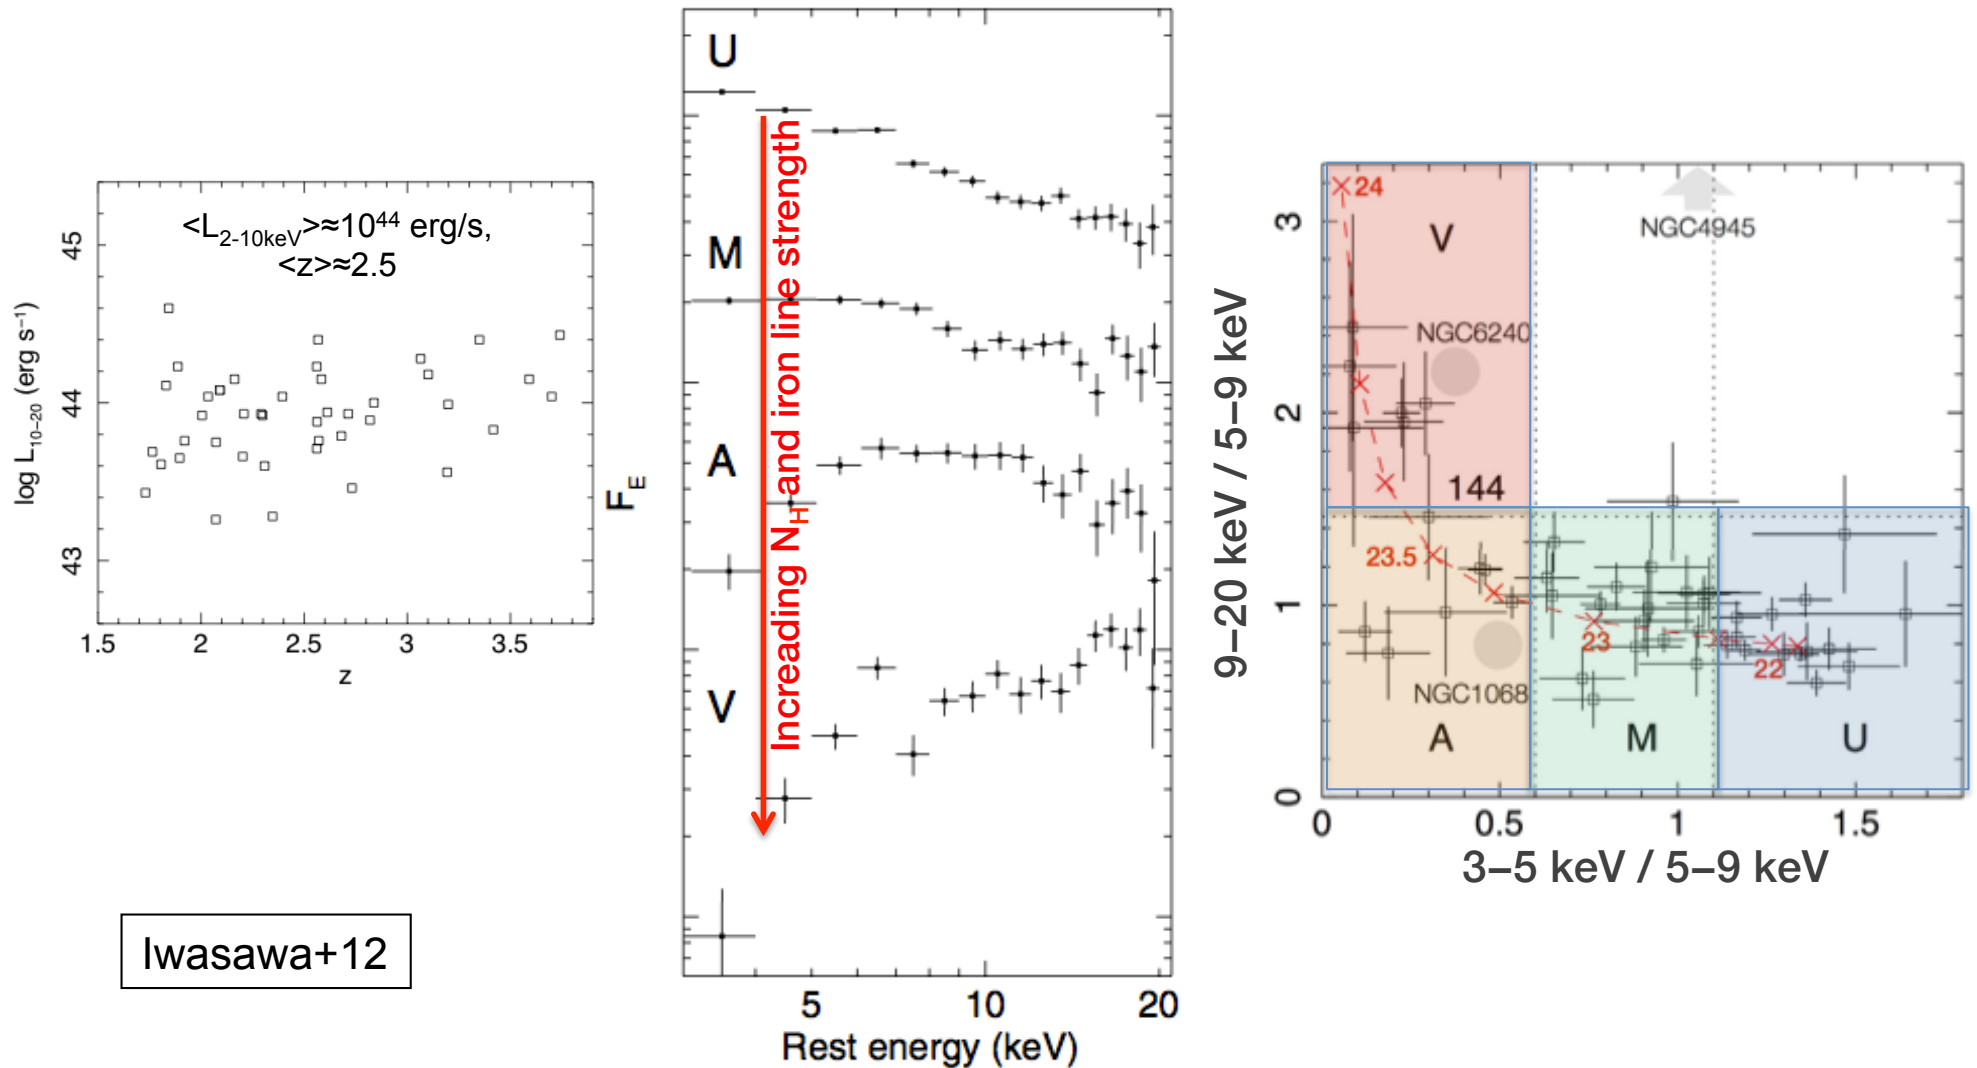 <L2-10keV>≈10^44 erg/s,
<z>≈2.5
log L10–20 (erg s⁻¹)
45
44
43
1.5
2
2.5
3
3.5
z
Iwasawa+12
U
M
A
V
Increading NH and iron line strength
FE
5
10
20
Rest energy (keV)
9–20 keV / 5–9 keV
3
2
1
0
24
V
NGC4945
NGC6240
144
23.5
23
22
NGC1068
A
M
U
0
0.5
1
1.5
3–5 keV / 5–9 keV